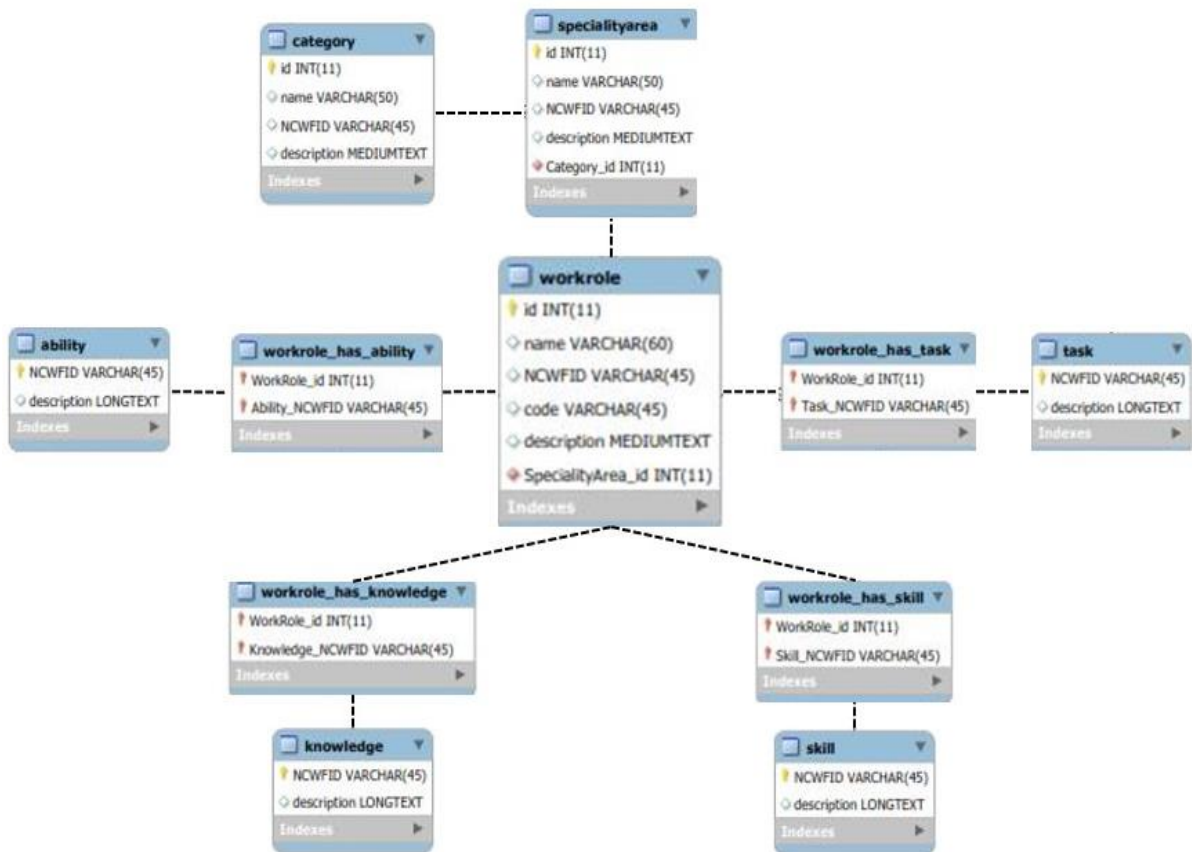 category
id INT(11)
name VARCHAR(50)
NCWFID VARCHAR(45)
description MEDIUMTEXT
Indexes
specialityarea
id INT(11)
name VARCHAR(50)
NCWFID VARCHAR(45)
description MEDIUMTEXT
Category_id INT(11)
Indexes
workrole
id INT(11)
name VARCHAR(60)
NCWFID VARCHAR(45)
code VARCHAR(45)
description MEDIUMTEXT
SpecialityArea_id INT(11)
Indexes
ability
NCWFID VARCHAR(45)
description LONGTEXT
Indexes
workrole_has_ability
WorkRole_id INT(11)
Ability_NCWFID VARCHAR(45)
Indexes
workrole_has_task
WorkRole_id INT(11)
Task_NCWFID VARCHAR(45)
Indexes
task
NCWFID VARCHAR(45)
description LONGTEXT
Indexes
workrole_has_knowledge
WorkRole_id INT(11)
Knowledge_NCWFID VARCHAR(45)
Indexes
workrole_has_skill
WorkRole_id INT(11)
Skill_NCWFID VARCHAR(45)
Indexes
knowledge
NCWFID VARCHAR(45)
description LONGTEXT
Indexes
skill
NCWFID VARCHAR(45)
description LONGTEXT
Indexes